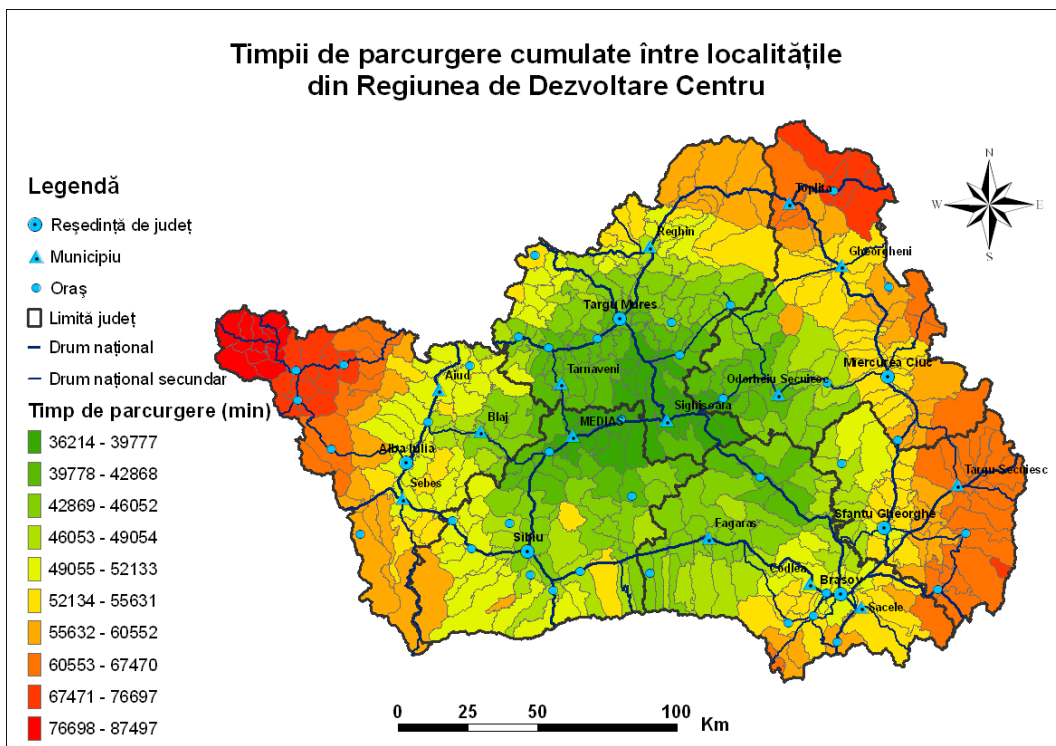 Timpii de parcurgere cumulate între localitățile
din Regiunea de Dezvoltare Centru
Legendă
Reşedinţă de județ
Municipiu
Oraş
Limită județ
Drum național
Drum național secundar
Timp de parcurgere (min)
36214 - 39777
39778 - 42868
42869 - 46052
46053 - 49054
49055 - 52133
52134 - 55631
55632 - 60552
60553 - 67470
67471 - 76697
76698 - 87497
N
W
E
S
Toplita
Reghin
Gheorgheni
Targu Mures
Miercurea Ciuc
Aiud
Tarnaveni
Odorheiu Secuiesc
Blaj
MEDIAS
Sighisoara
Alba Iulia
Sebes
Targu Secuiesc
Sibiu
Fagaras
Sfantu Gheorghe
Codlea
Brasov
Sacele
0 25 50 100
Km